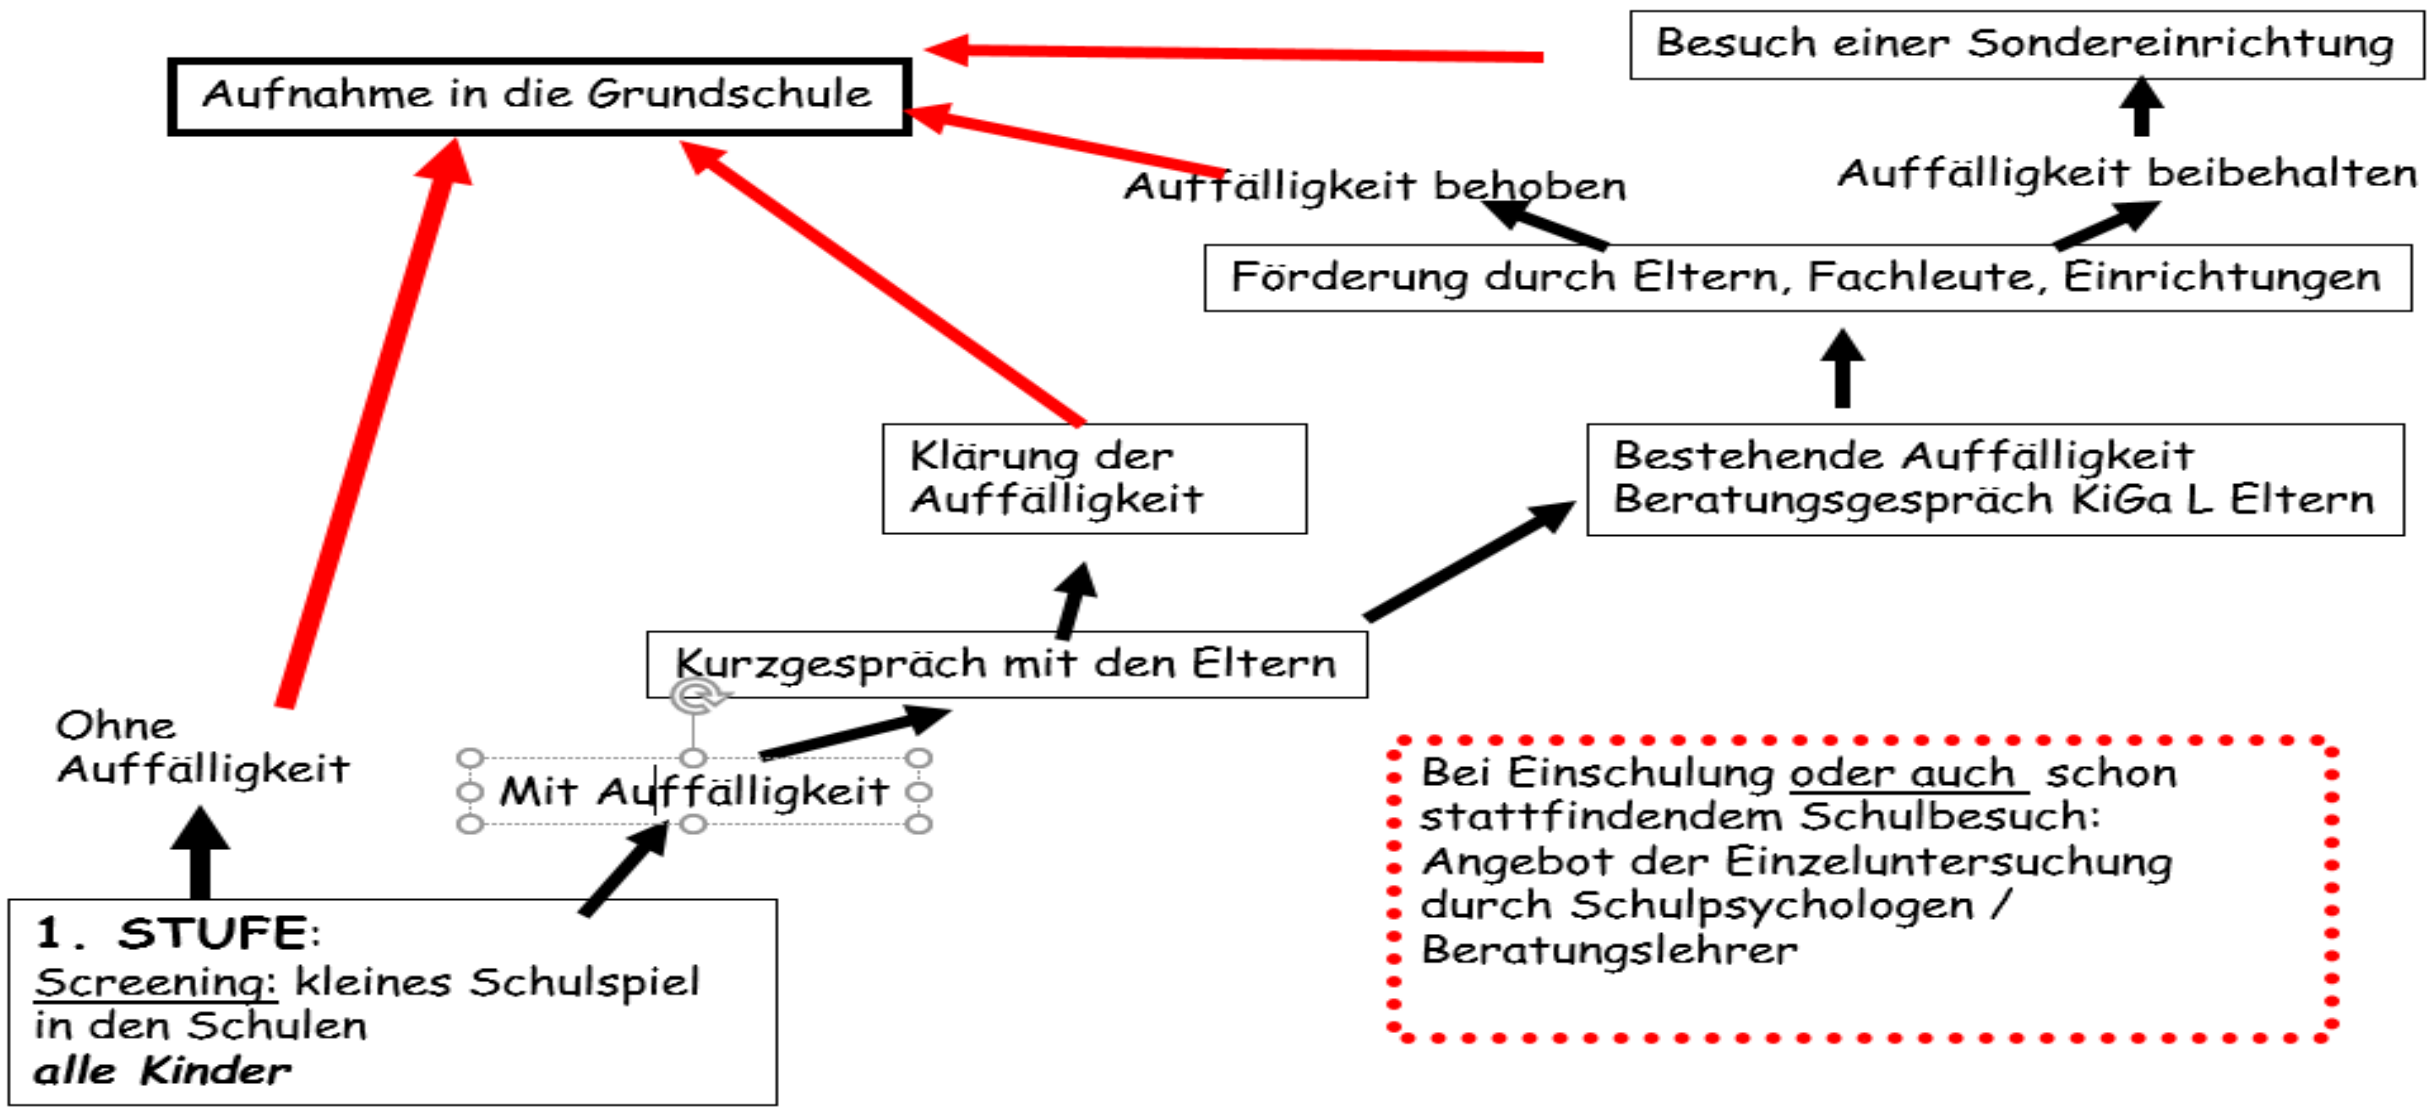 Besuch einer Sondereinrichtung
Aufnahme in die Grundschule
Auffälligkeit behoben
Auffälligkeit beibehalten
Förderung durch Eltern, Fachleute, Einrichtungen
Klärung der
Auffälligkeit
Bestehende Auffälligkeit
Beratungsgespräch KiGa L Eltern
Kurzgespräch mit den Eltern
Ohne
Auffälligkeit
Mit Auffälligkeit
Bei Einschulung oder auch schon
stattfindendem Schulbesuch:
Angebot der Einzeluntersuchung
durch Schulpsychologen /
Beratungslehrer
1. STUFE:
Screening: kleines Schulspiel
in den Schulen
alle Kinder